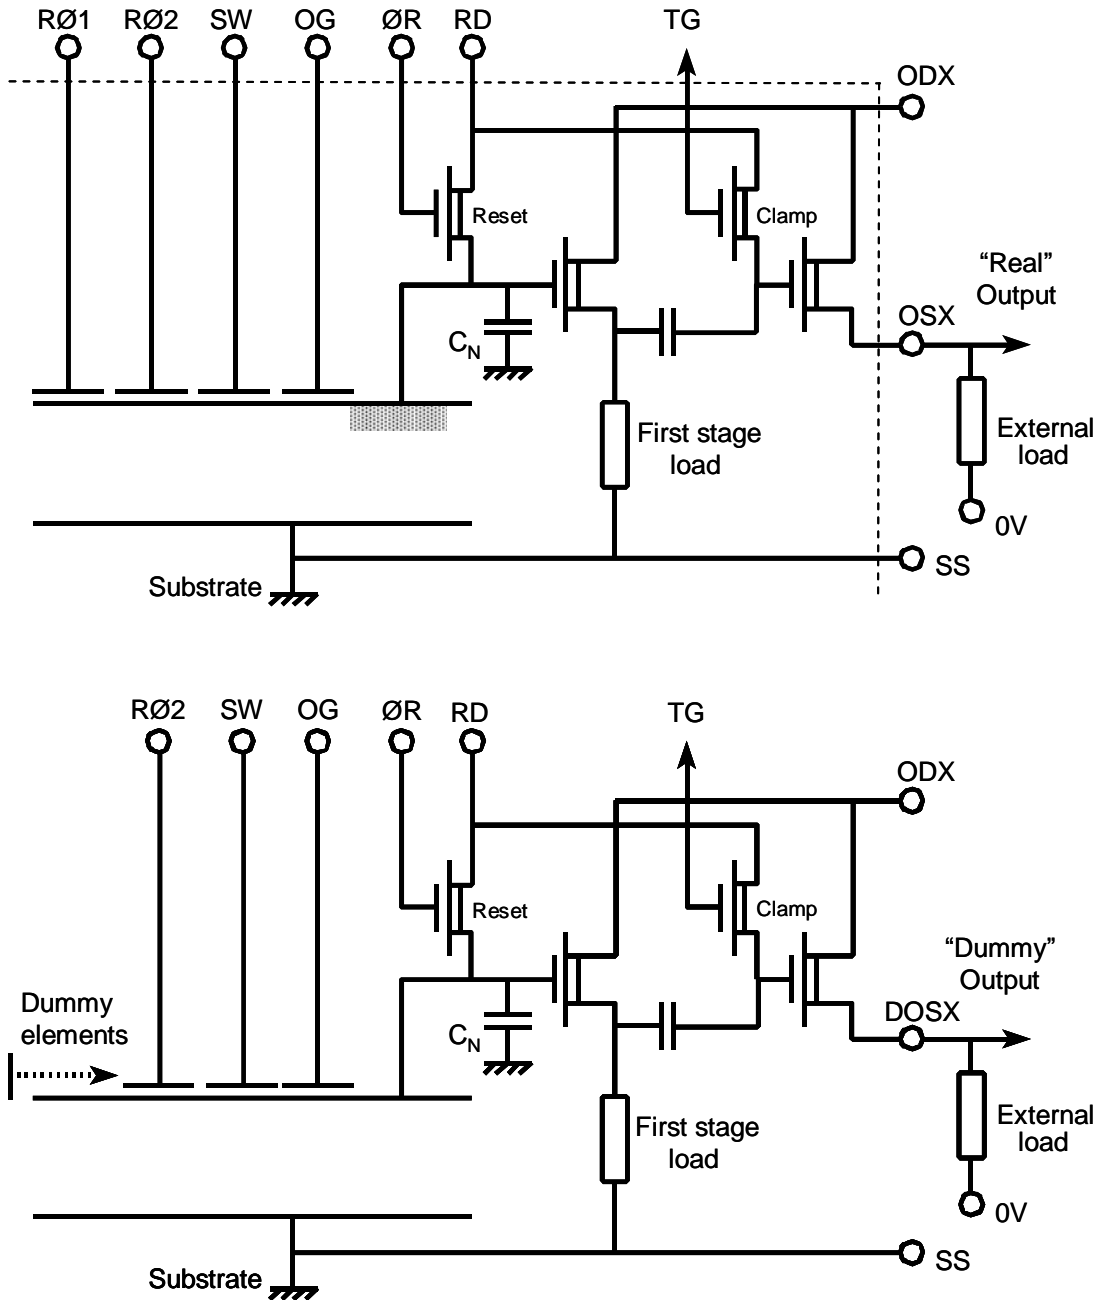 RØ1 RØ2 SW OG ØR RD TG
ODX
Reset
Clamp
“Real”
Output
OSX
CN
First stage
load
External
load
0V
SS
Substrate
RØ2 SW OG ØR RD TG
ODX
Reset
Clamp
“Dummy”
Output
DOSX
Dummy
elements
CN
First stage
load
External
load
0V
SS
Substrate